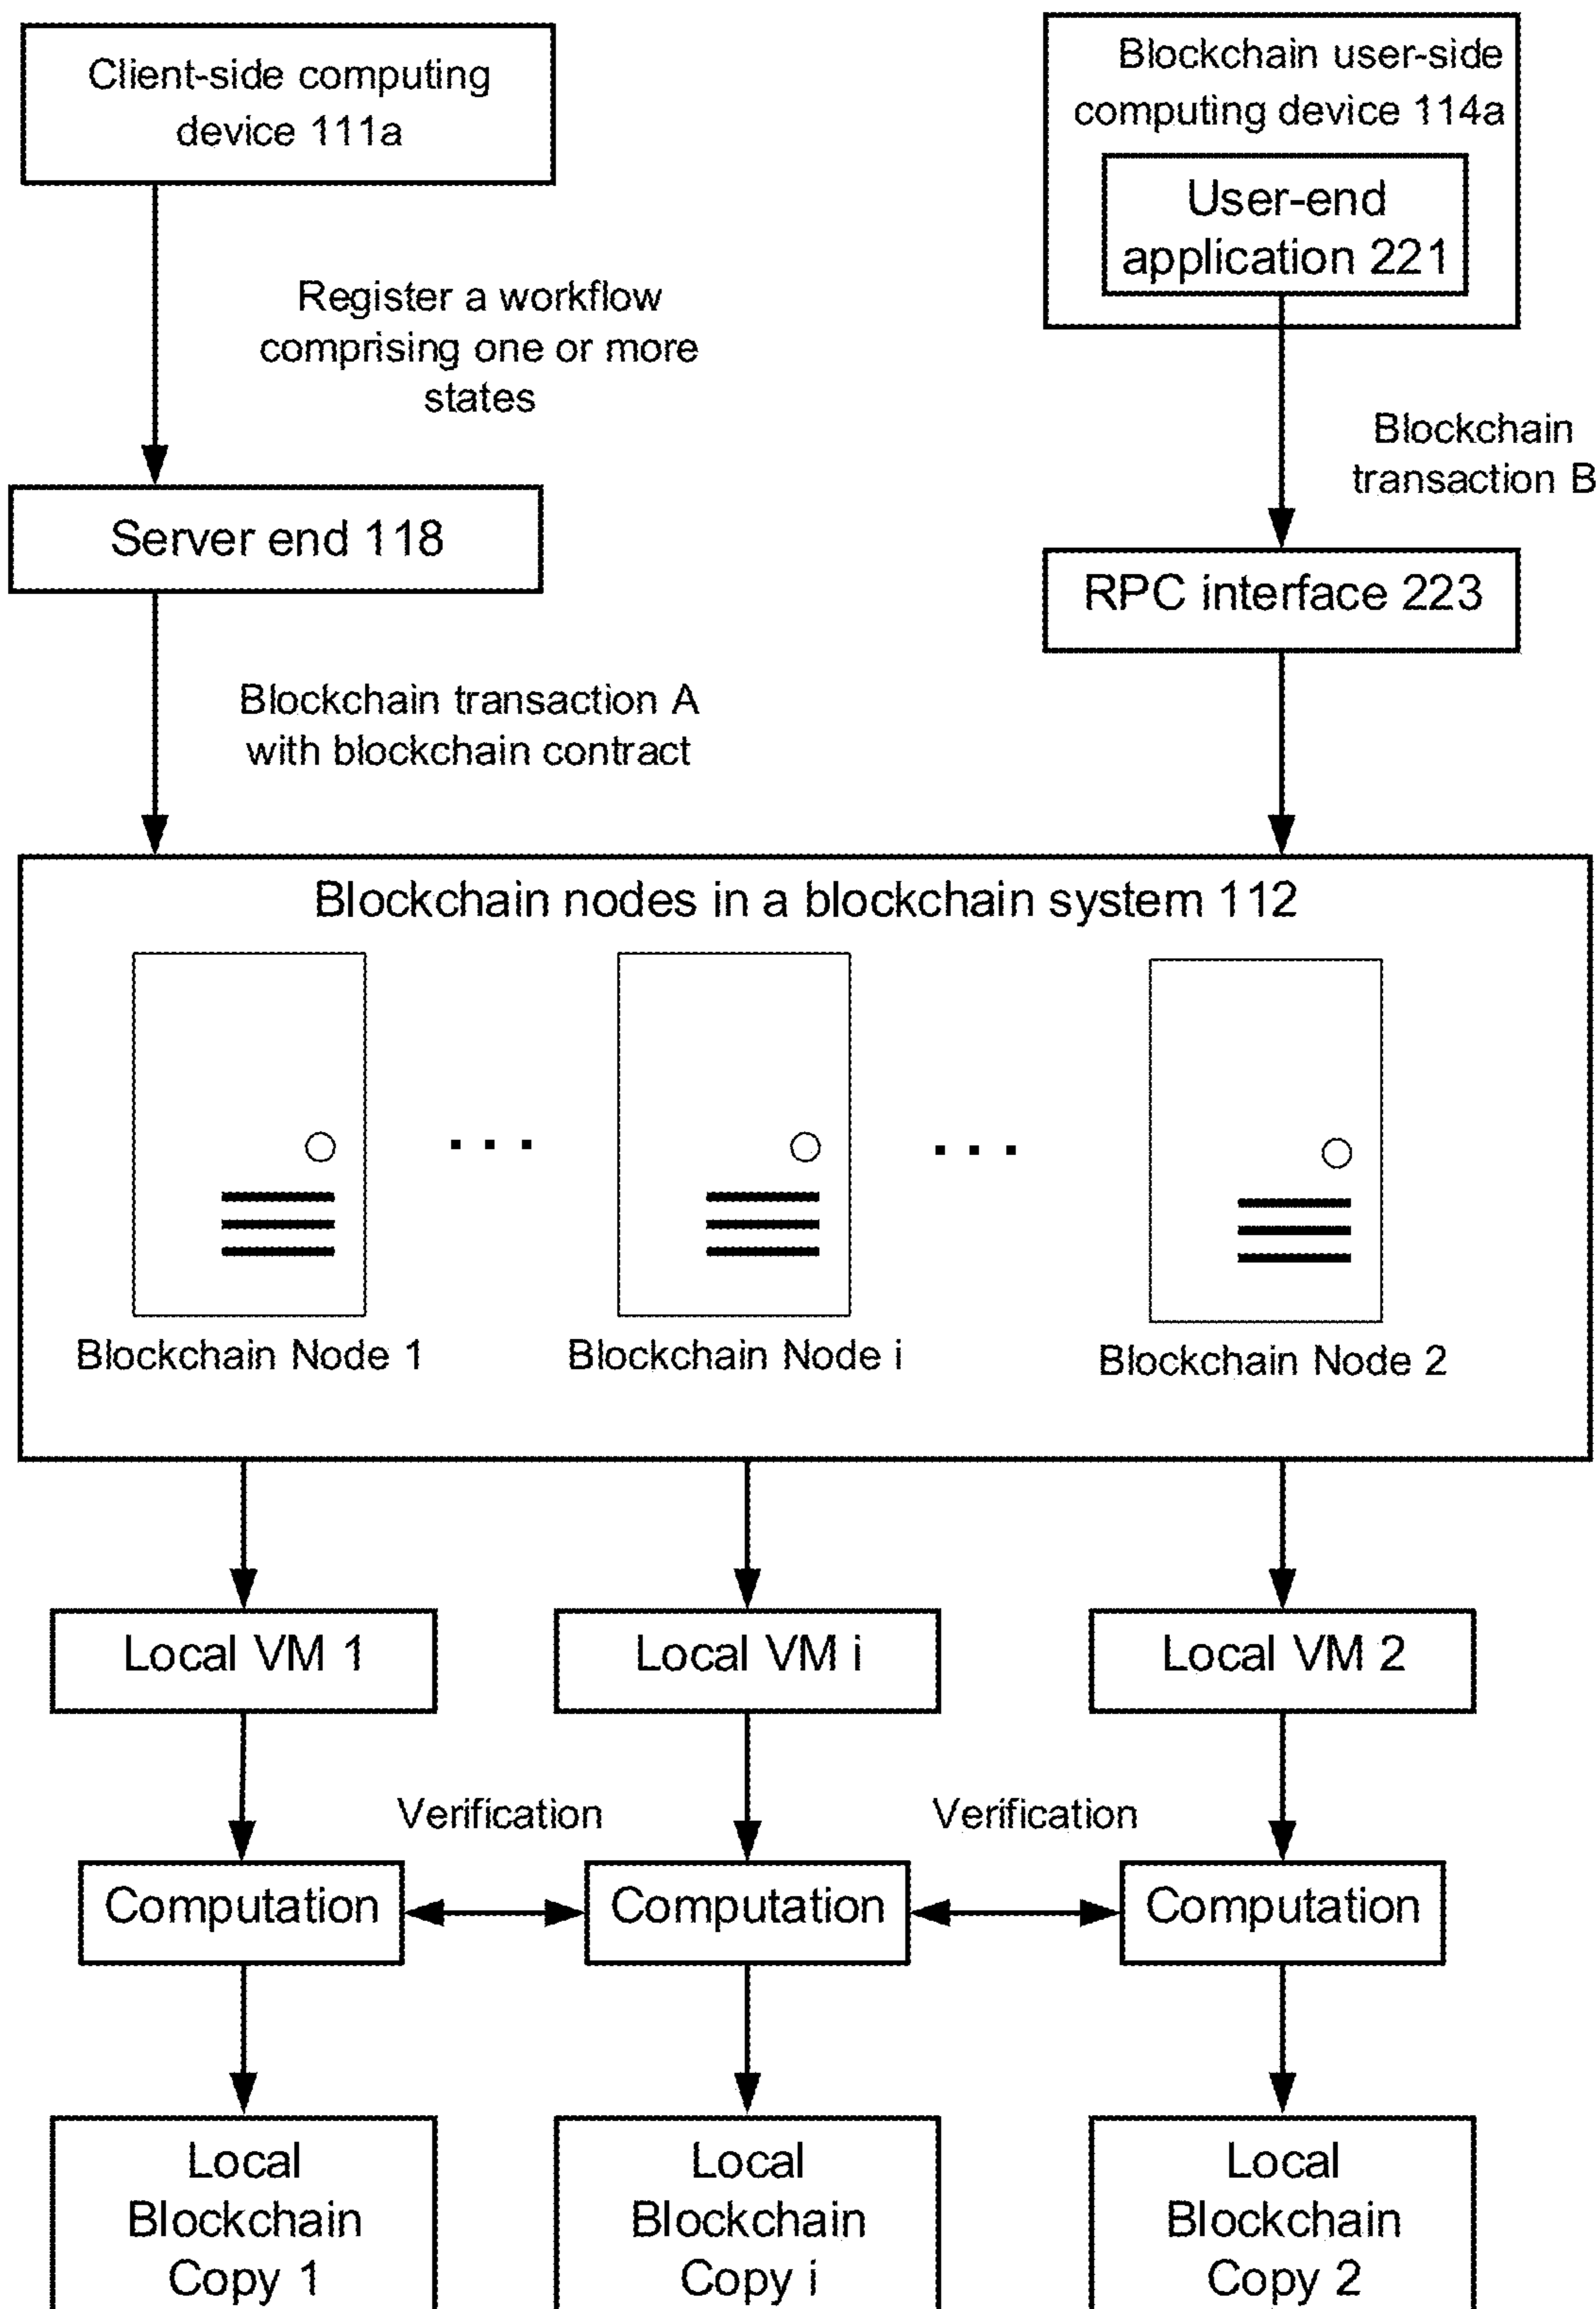 Client-side computing
device 111a
Blockchain user-side
computing device 114a
User-end
application 221
Register a workflow
comprising one or more
states
Blockchain
transaction B
Server end 118
RPC interface 223
Blockchain transaction A
with blockchain contract
Blockchain nodes in a blockchain system 112
. . .
. . .
Blockchain Node 1
Blockchain Node i
Blockchain Node 2
Local VM 1
Local VM i
Local VM 2
Verification
Verification
Computation
Computation
Computation
Local
Blockchain
Copy 1
Local
Blockchain
Copy i
Local
Blockchain
Copy 2